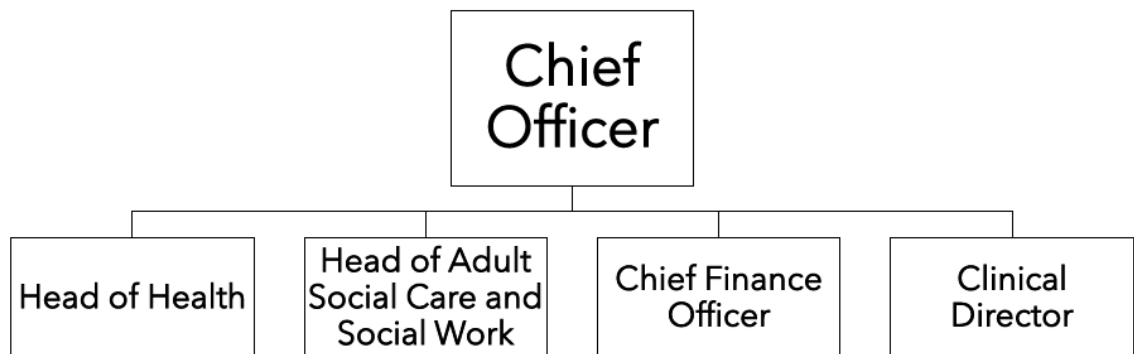 Chief
Officer
Head of Health
Head of Adult
Social Care and
Social Work
Chief Finance
Officer
Clinical
Director